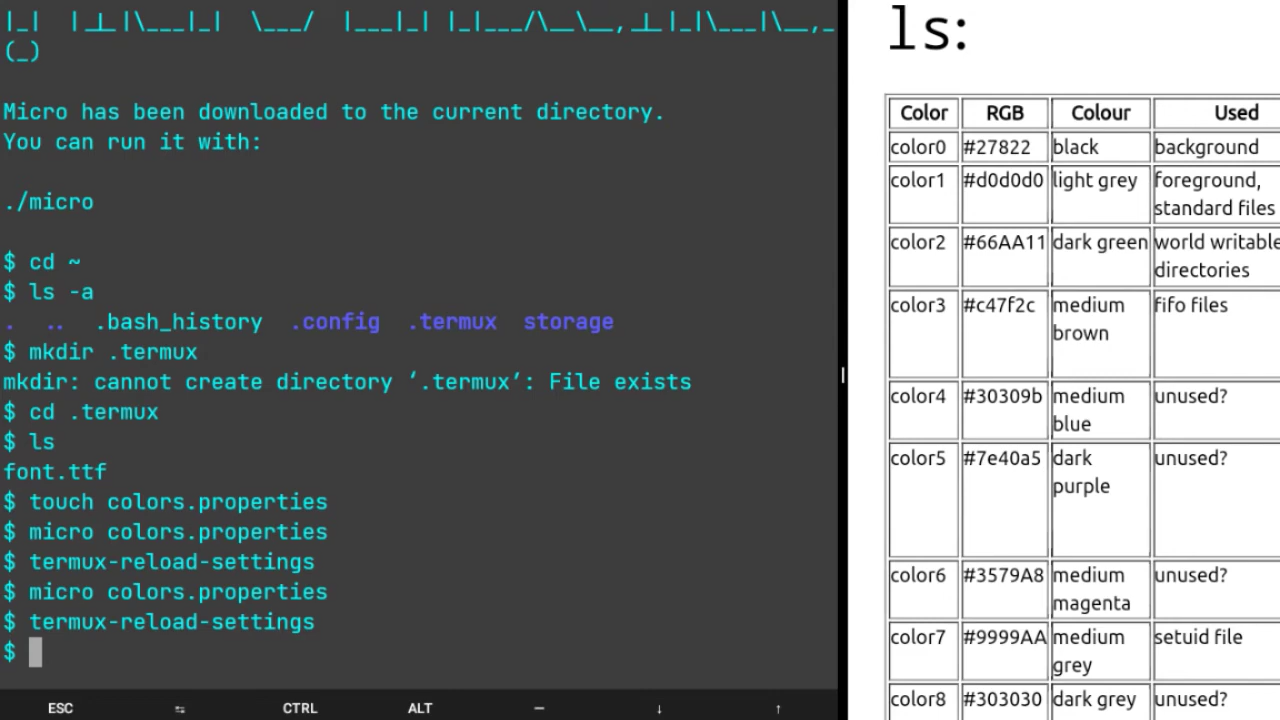 Micro has been downloaded to the current directory.
You can run it with:
./micro
$ cd ~
$ ls -a
. .. .bash_history .config .termux storage
$ mkdir .termux
mkdir: cannot create directory ‘.termux’: File exists
$ cd .termux
$ ls
font.ttf
$ touch colors.properties
$ micro colors.properties
$ termux-reload-settings
$ micro colors.properties
$ termux-reload-settings
$
ESC ⇆ CTRL ALT — ↓ ↑
ls:
Color RGB Colour Used
color0 #27822 black background
color1 #d0d0d0 light grey foreground,
standard files
color2 #66AA11 dark green world writable
directories
color3 #c47f2c medium fifo files
brown
color4 #30309b medium unused?
blue
color5 #7e40a5 dark unused?
purple
color6 #3579A8 medium unused?
magenta
color7 #9999AA medium setuid file
grey
color8 #303030 dark grey unused?